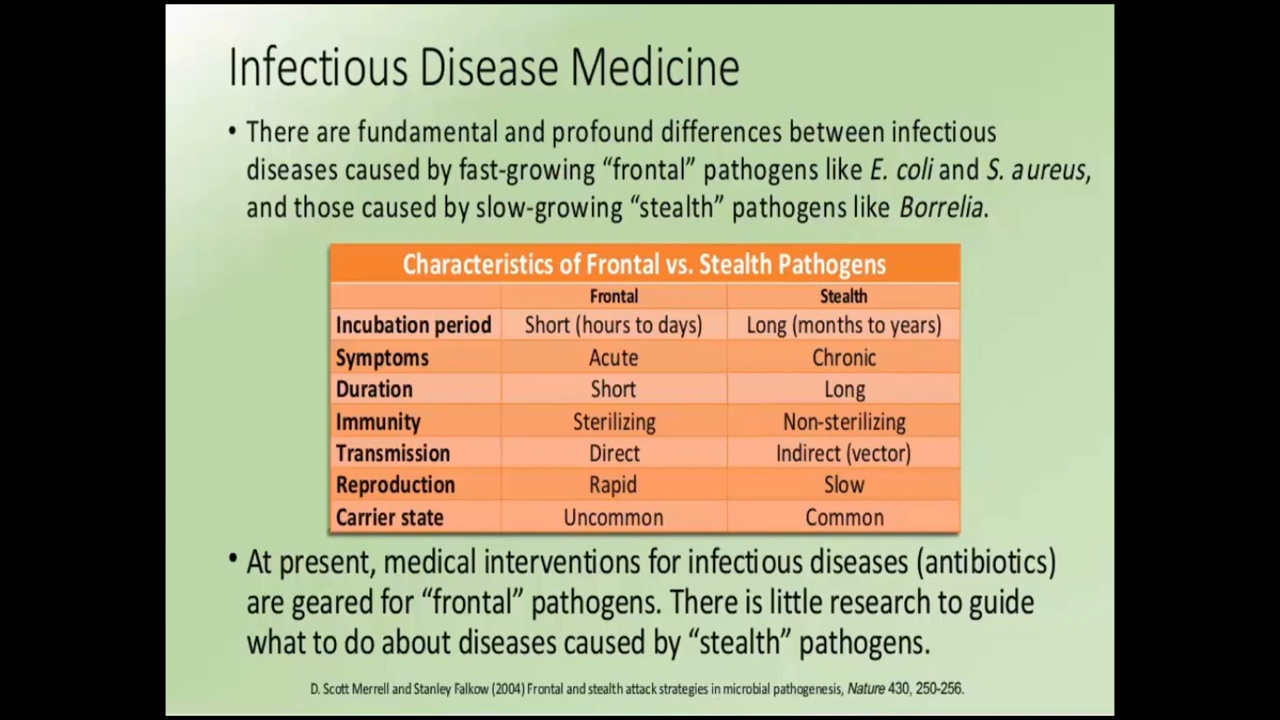 Infectious Disease Medicine
• There are fundamental and profound differences between infectious
diseases caused by fast-growing “frontal” pathogens like E. coli and S. aureus,
and those caused by slow-growing “stealth” pathogens like Borrelia.
Characteristics of Frontal vs. Stealth Pathogens
Frontal Stealth
Incubation period Short (hours to days) Long (months to years)
Symptoms Acute Chronic
Duration Short Long
Immunity Sterilizing Non-sterilizing
Transmission Direct Indirect (vector)
Reproduction Rapid Slow
Carrier state Uncommon Common
• At present, medical interventions for infectious diseases (antibiotics)
are geared for “frontal” pathogens. There is little research to guide
what to do about diseases caused by “stealth” pathogens.
D. Scott Merrell and Stanley Falkow (2004) Frontal and stealth attack strategies in microbial pathogenesis, Nature 430, 250-256.